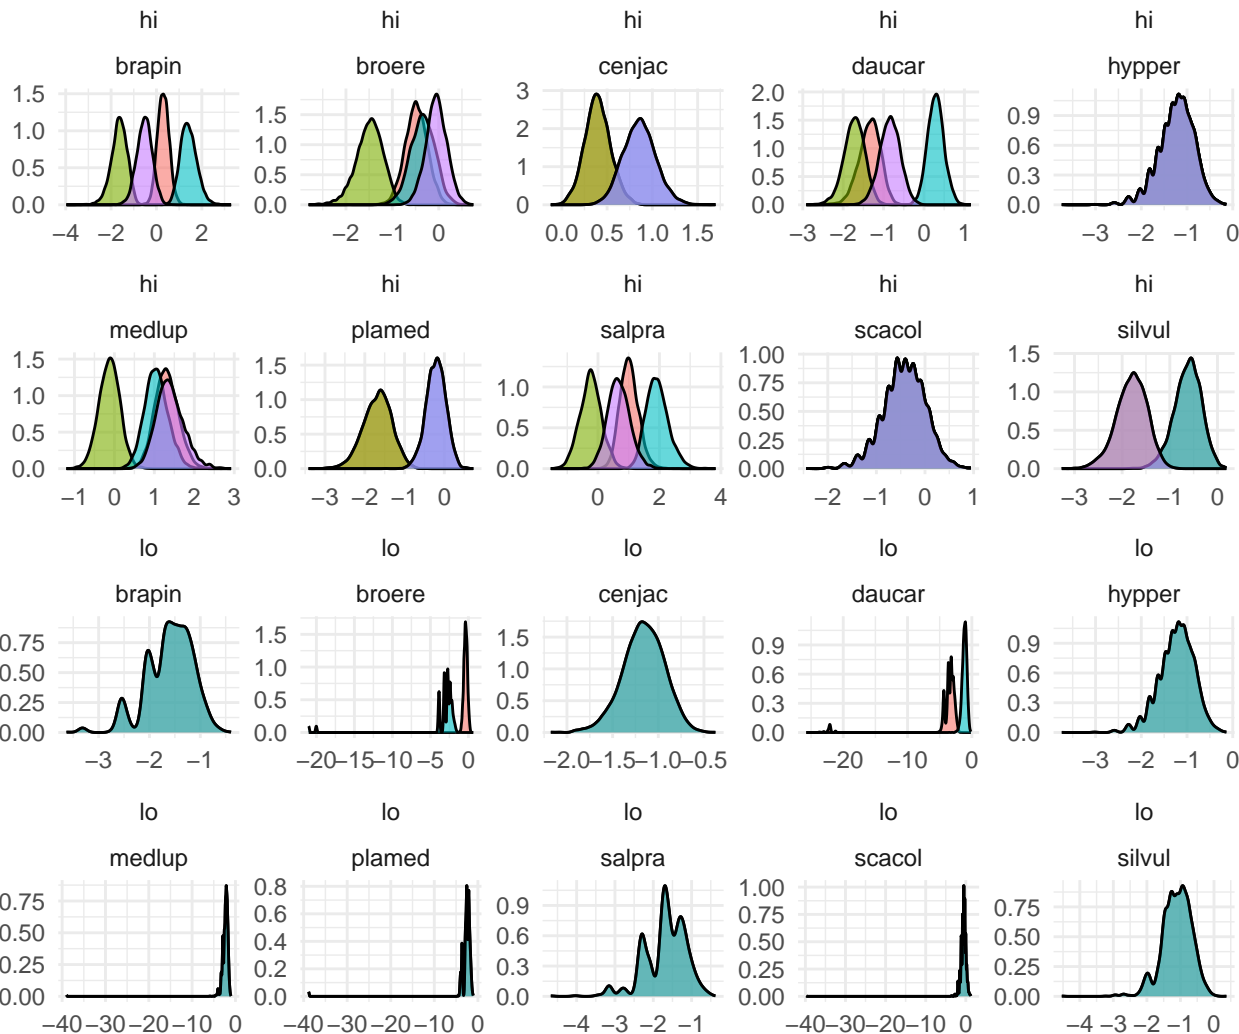 hi hi hi hi hi
brapin broere cenjac daucar hypper
1.5 1.0 0.5 0.0
1.5 1.0 0.5 0.0
3 2 1 0
2.0 1.5 1.0 0.5 0.0
0.9 0.6 0.3 0.0
−4 −2 0 2
−2 −1 0
0.0 0.5 1.0 1.5
−3 −2 −1 0 1
−3 −2 −1 0
hi hi hi hi hi
medlup plamed salpra scacol silvul
1.5 1.0 0.5 0.0
1.5 1.0 0.5 0.0
1.0 0.5 0.0
1.00 0.75 0.50 0.25 0.00
1.5 1.0 0.5 0.0
−1 0 1 2 3
−3 −2 −1 0
0 2 4
−2 −1 0 1
−3 −2 −1 0
lo lo lo lo lo
brapin broere cenjac daucar hypper
0.75 0.50 0.25 0.00
1.5 1.0 0.5 0.0
1.5 1.0 0.5 0.0
0.9 0.6 0.3 0.0
0.9 0.6 0.3 0.0
−3 −2 −1
−20 −15 −10 −5 0
−2.0 −1.5 −1.0 −0.5
−20 −10 0
−3 −2 −1 0
lo lo lo lo lo
medlup plamed salpra scacol silvul
0.75 0.50 0.25 0.00
0.8 0.6 0.4 0.2 0.0
0.9 0.6 0.3 0.0
1.00 0.75 0.50 0.25 0.00
0.75 0.50 0.25 0.00
−40 −30 −20 −10 0
−40 −30 −20 −10 0
−4 −3 −2 −1
−40 −30 −20 −10 0
−4 −3 −2 −1 0